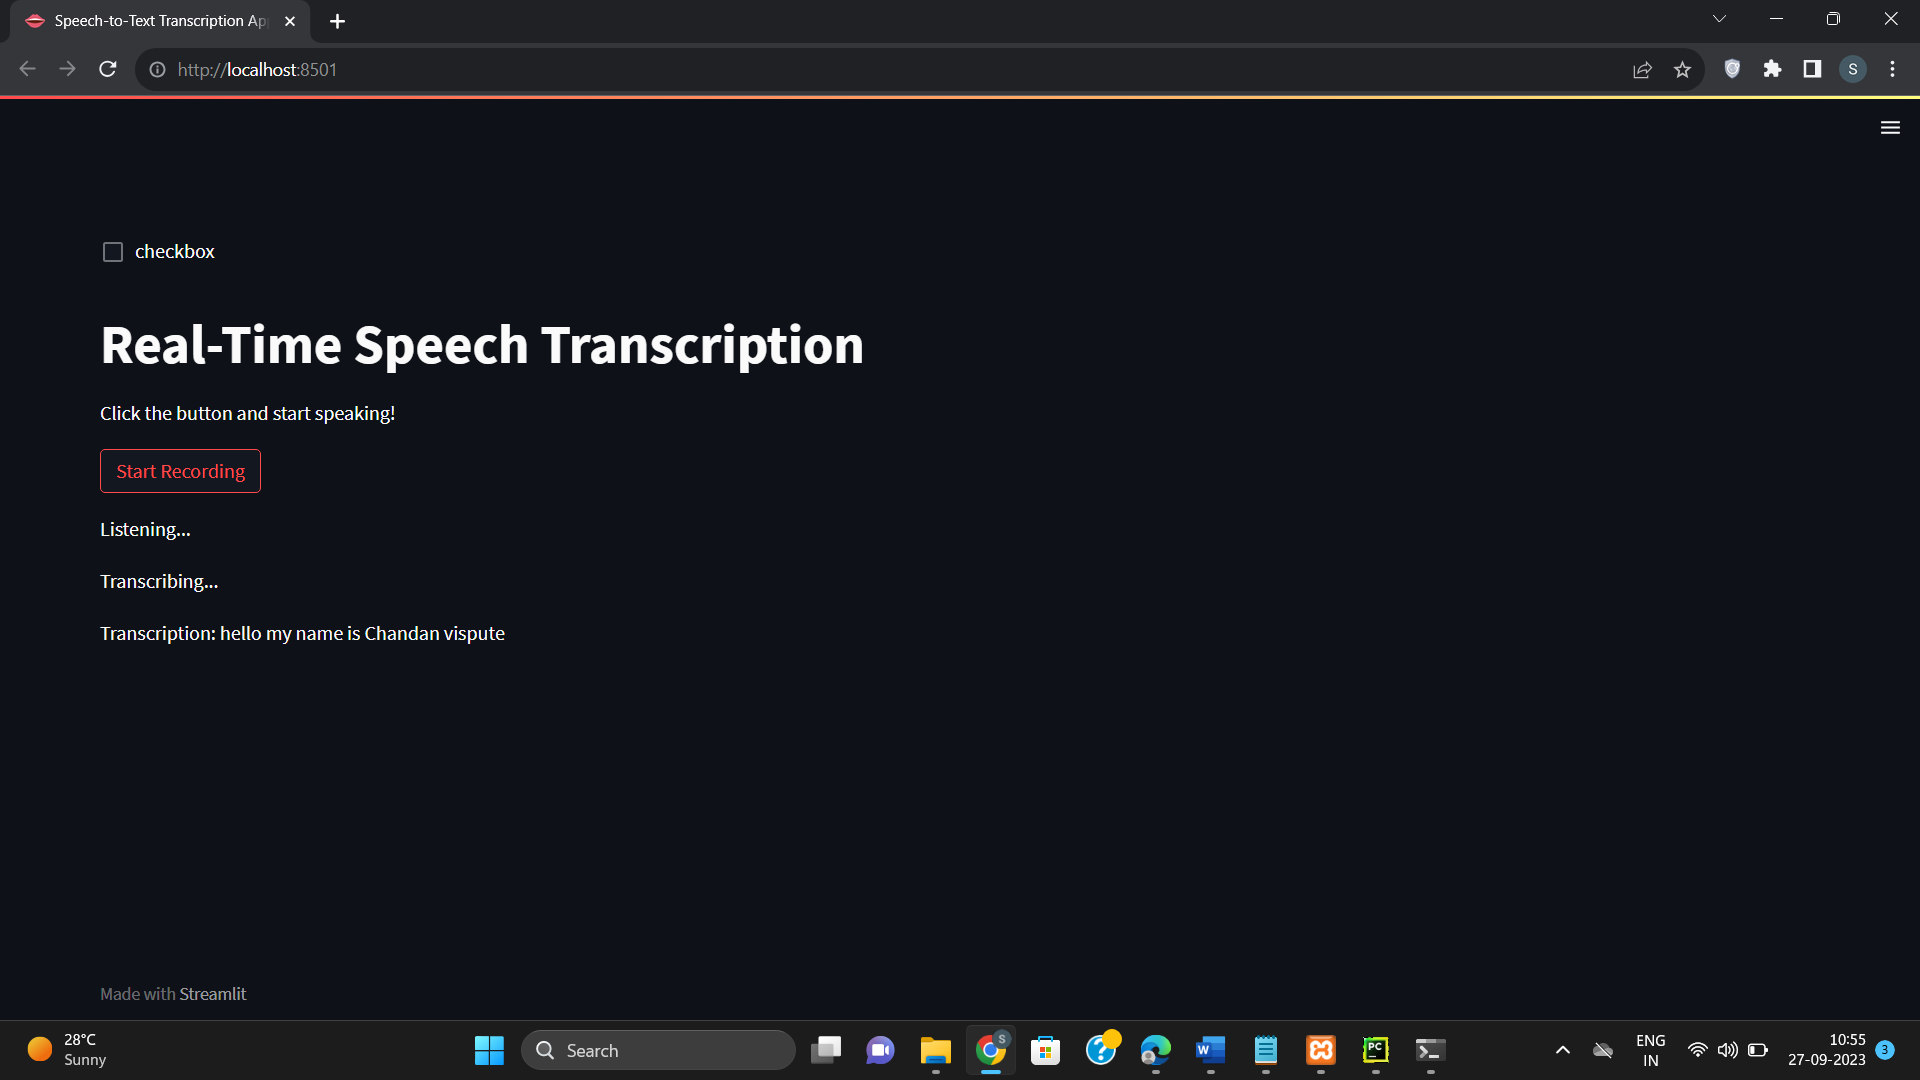 Speech-to-Text Transcription Ap
http://localhost:8501
S
checkbox
Real-Time Speech Transcription
Click the button and start speaking!
Start Recording
Listening...
Transcribing...
Transcription: hello my name is Chandan vispute
Made with Streamlit
28°C
Sunny
Search
S
W
PC
ENG
IN
10:55
27-09-2023
3